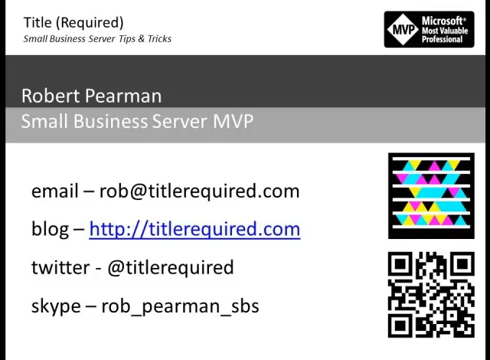 Title (Required)
Small Business Server Tips & Tricks
MVP
Microsoft®
Most Valuable
Professional
Robert Pearman
Small Business Server MVP
email – rob@titlerequired.com
blog – http://titlerequired.com
twitter - @titlerequired
skype – rob_pearman_sbs